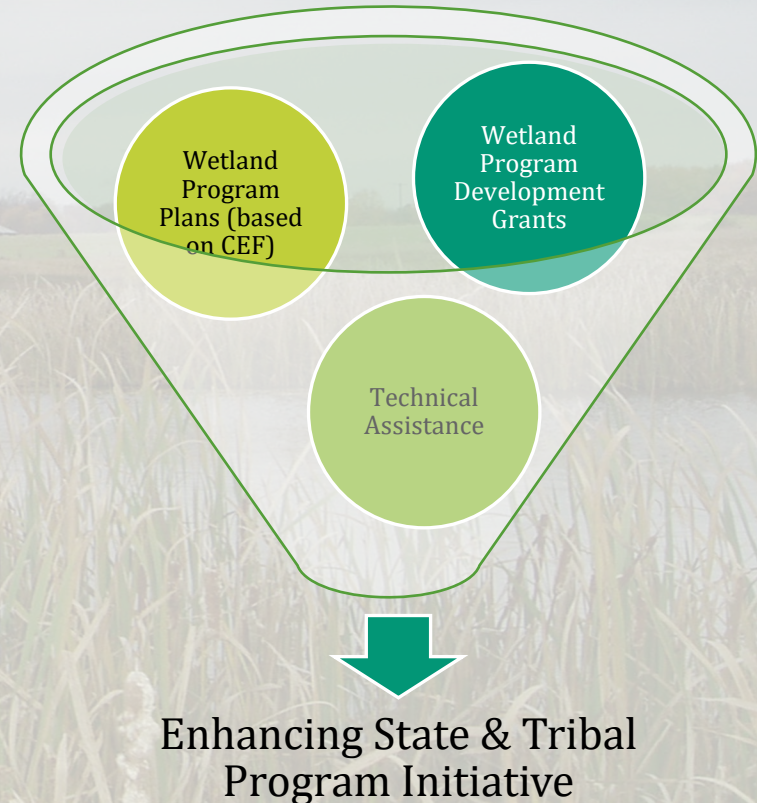 Wetland
Program
Plans (based
on CEF)
Wetland
Program
Development
Grants
Technical
Assistance
Enhancing State & Tribal
Program Initiative